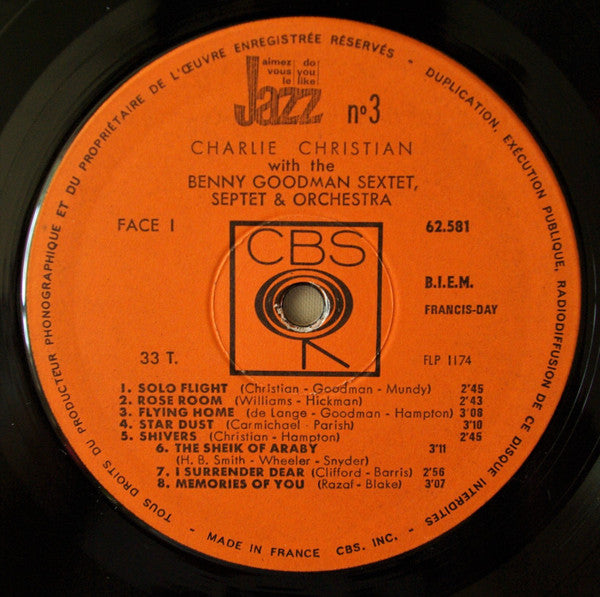 TOUS DROITS DU PRODUCTEUR PHONOGRAPHIQUE ET DU PROPRIÉTAIRE DE L'ŒUVRE ENREGISTRÉE RÉSERVÉS - DUPLICATION, EXÉCUTION PUBLIQUE, RADIODIFFUSION DE CE DISQUE INTERDITES
aimez do
vous you
le like
Jazz n°3
CHARLIE CHRISTIAN
with the
BENNY GOODMAN SEXTET,
SEPTET & ORCHESTRA
FACE I
CBS
62.581
B.I.E.M.
FRANCIS-DAY
33 T.
FLP 1174
1. SOLO FLIGHT (Christian - Goodman - Mundy) 2'45
2. ROSE ROOM (Williams - Hickman) 2'43
3. FLYING HOME (de Lange - Goodman - Hampton) 3'08
4. STAR DUST (Carmichael - Parish) 3'10
5. SHIVERS (Christian - Hampton) 2'45
6. THE SHEIK OF ARABY 3'11
(H. B. Smith - Wheeler - Snyder)
7. I SURRENDER DEAR (Clifford - Barris) 2'56
8. MEMORIES OF YOU (Razaf - Blake) 3'07
- MADE IN FRANCE CBS. INC. -